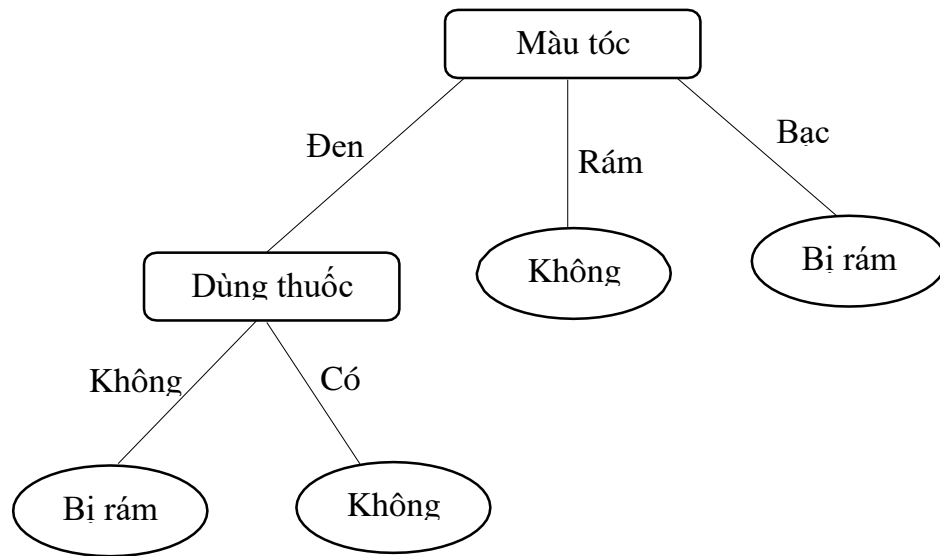 Màu tóc
Đen
Rám
Bạc
Dùng thuốc
Không
Bị rám
Không
Có
Bị rám
Không